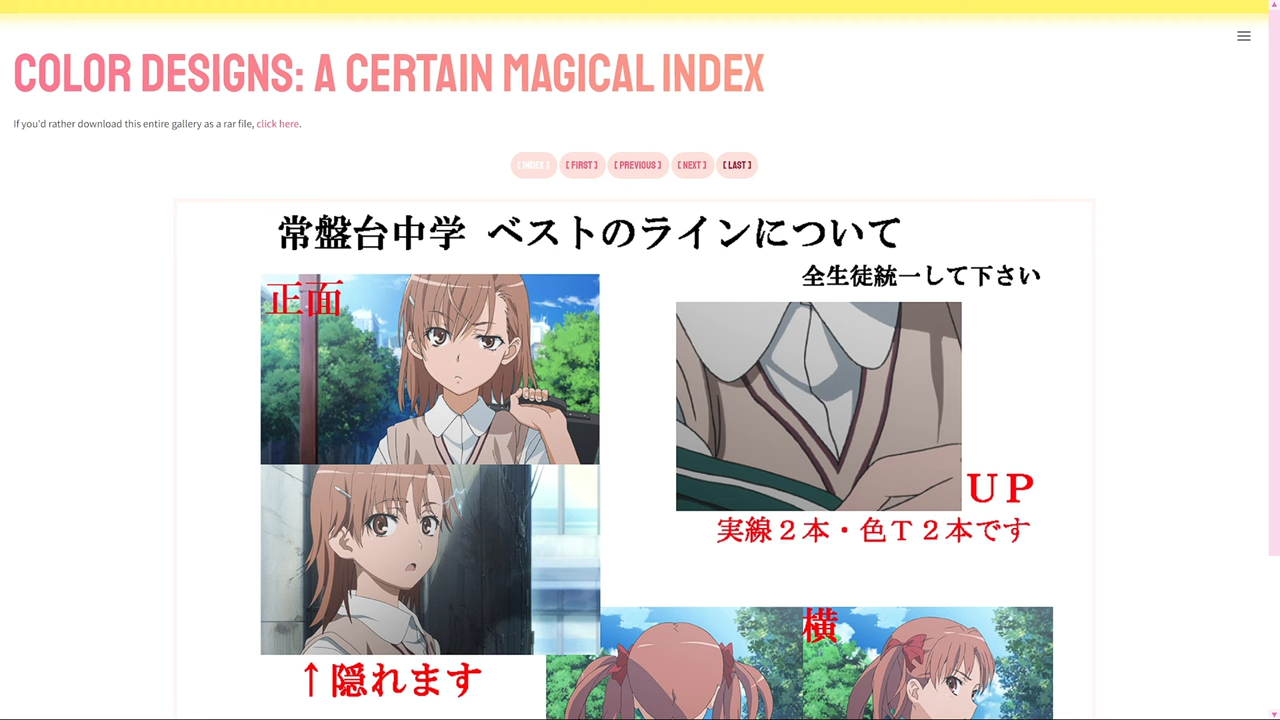 COLOR DESIGNS: A CERTAIN MAGICAL INDEX
If you'd rather download this entire gallery as a rar file, click here.
[ INDEX ] [ FIRST ] [ PREVIOUS ] [ NEXT ] [ LAST ]
常盤台中学 ベストのラインについて
全生徒統一して下さい
正面
UP
実線2本・色T2本です
横
↑隠れます